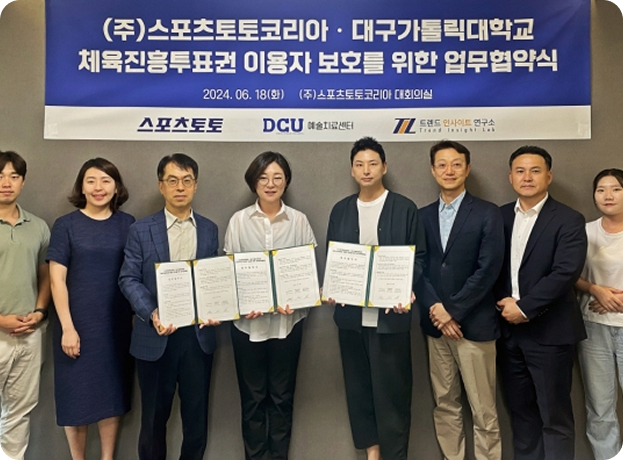 (주)스포츠토토코리아 · 대구가톨릭대학교
체육진흥투표권 이용자 보호를 위한 업무협약식
2024. 06. 18(화) (주)스포츠토토코리아 대회의실
스포츠토토 DCU 예술치료센터 트렌드 인사이트 연구소
Trend Insight Lab